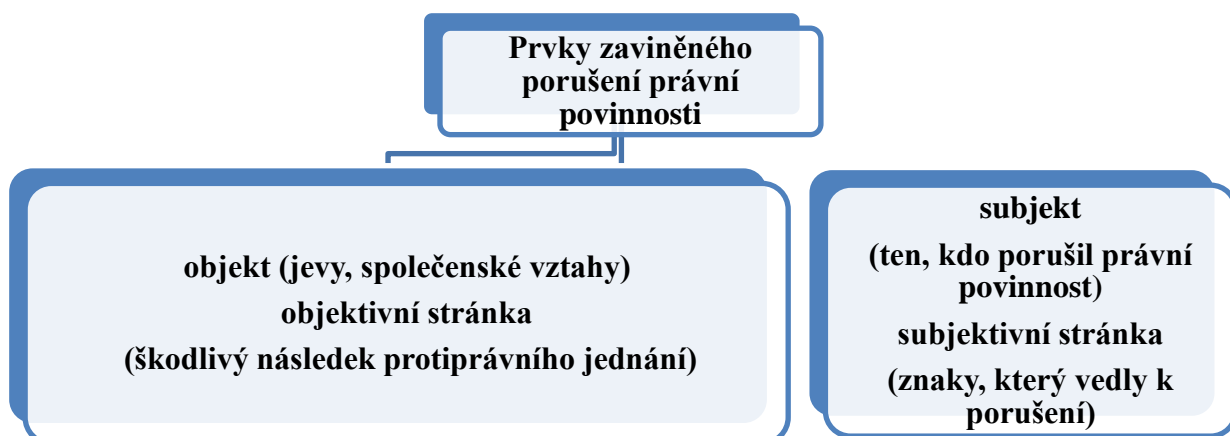 Prvky zaviněného
porušení právní
povinnosti
objekt (jevy, společenské vztahy)
objektivní stránka
(škodlivý následek protiprávního jednání)
subjekt
(ten, kdo porušil právní
povinnost)
subjektivní stránka
(znaky, který vedly k
porušení)